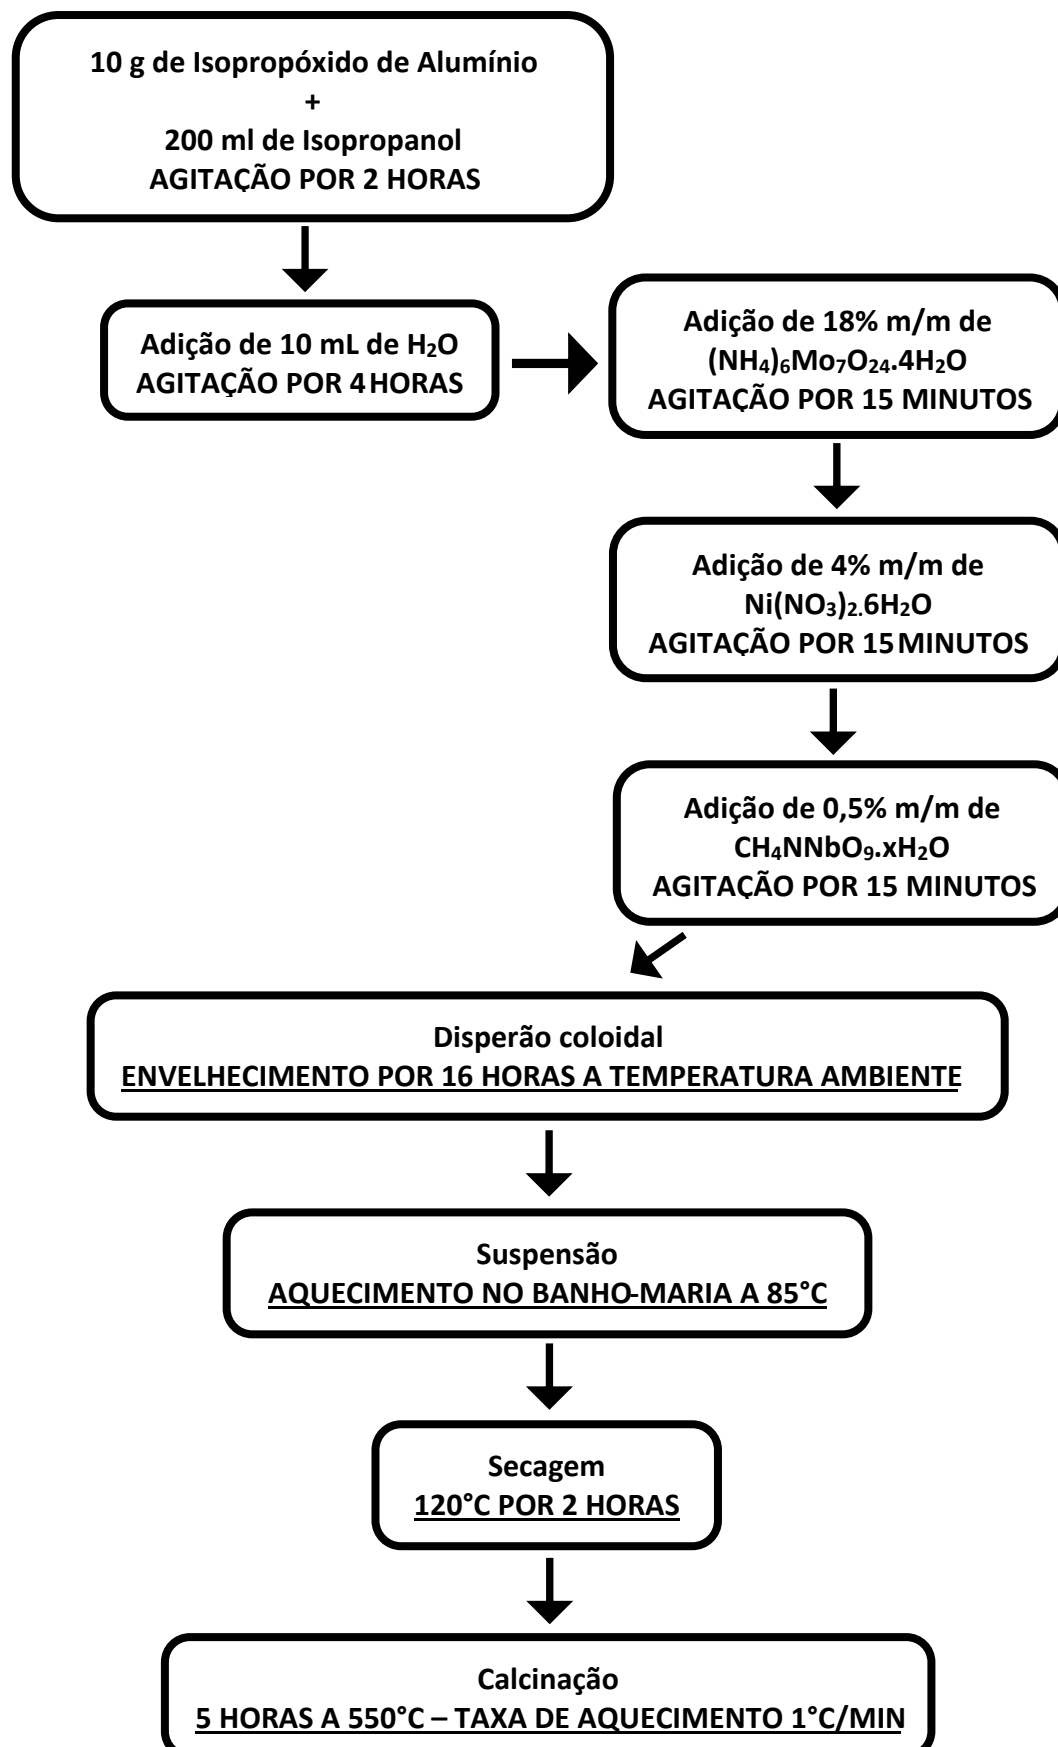 10 g de Isopropóxido de Alumínio
+
200 ml de Isopropanol
AGITAÇÃO POR 2 HORAS
Adição de 10 mL de H₂O
AGITAÇÃO POR 4 HORAS
Adição de 18% m/m de
(NH₄)₆Mo₇O₂₄.4H₂O
AGITAÇÃO POR 15 MINUTOS
Adição de 4% m/m de
Ni(NO₃)₂.6H₂O
AGITAÇÃO POR 15 MINUTOS
Adição de 0,5% m/m de
CH₄NNbO₉.xH₂O
AGITAÇÃO POR 15 MINUTOS
Disperão coloidal
ENVELHECIMENTO POR 16 HORAS A TEMPERATURA AMBIENTE
Suspensão
AQUECIMENTO NO BANHO-MARIA A 85°C
Secagem
120°C POR 2 HORAS
Calcinação
5 HORAS A 550°C – TAXA DE AQUECIMENTO 1°C/MIN